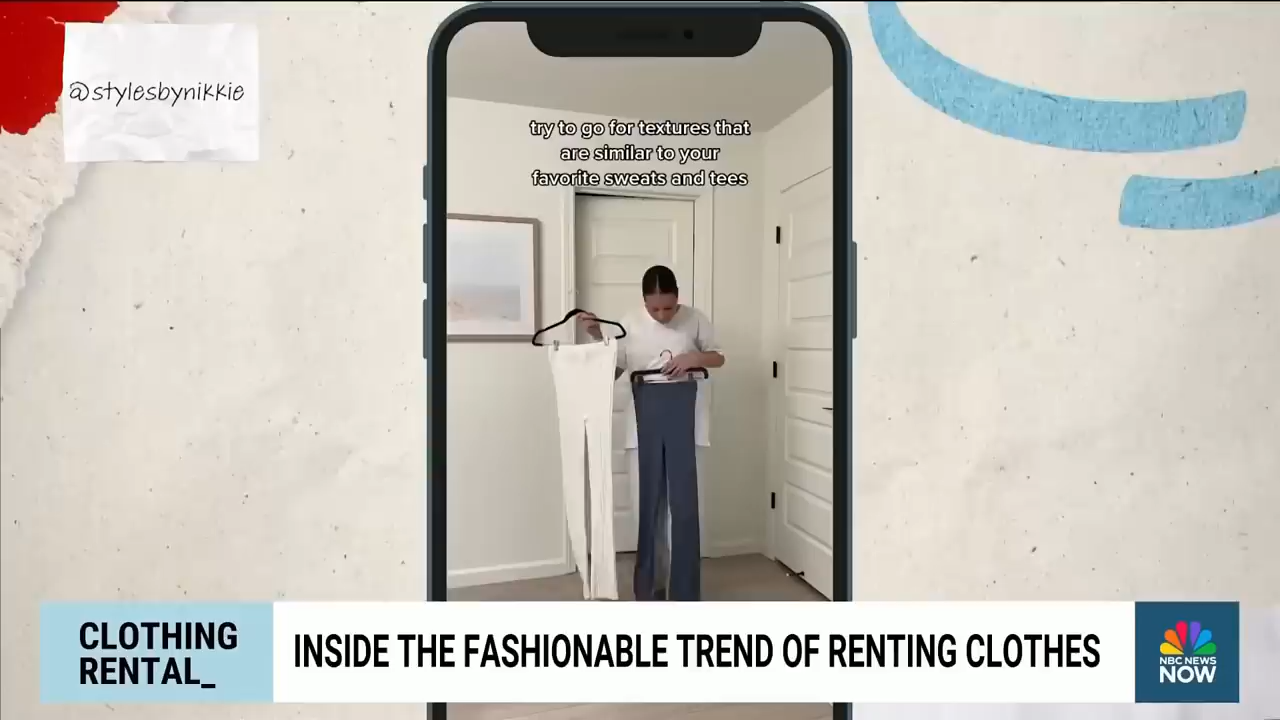 @stylesbynikkie
try to go for textures that
are similar to your
favorite sweats and tees
CLOTHING
RENTAL_
INSIDE THE FASHIONABLE TREND OF RENTING CLOTHES
NBC NEWS
NOW